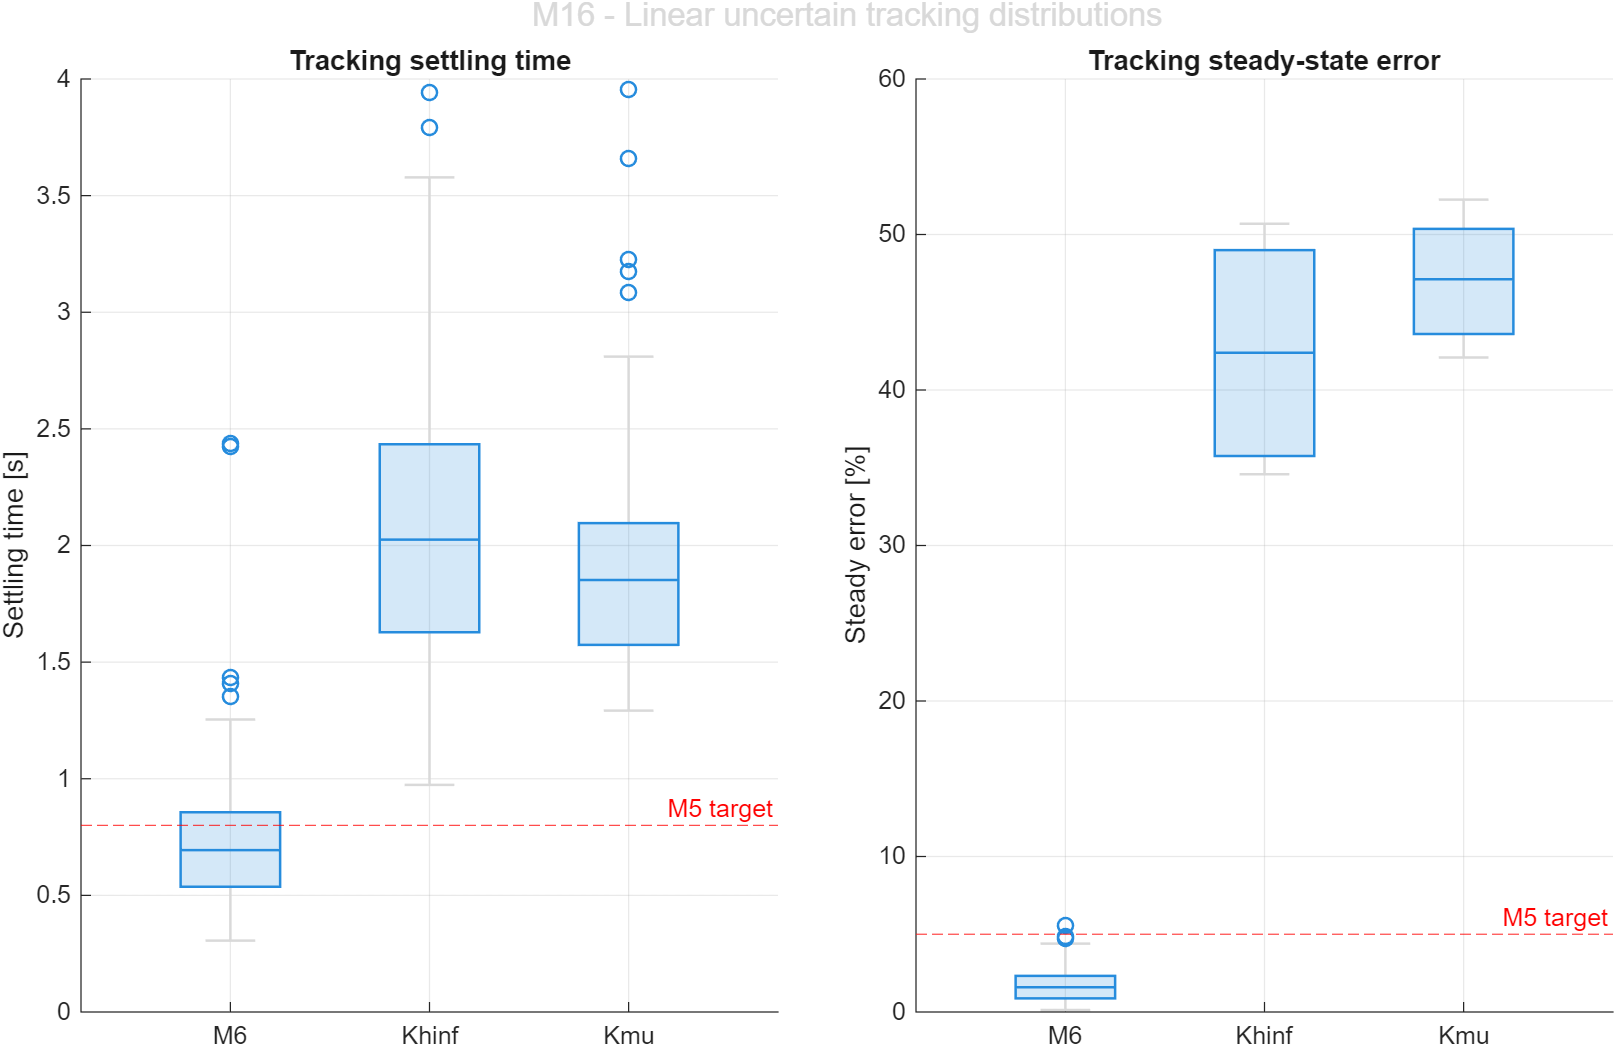 M16 - Linear uncertain tracking distributions
Tracking settling time
4
3.5
3
2.5
2
1.5
1
0.5
0
Settling time [s]
M5 target
M6
Khinf
Kmu
Tracking steady-state error
60
50
40
30
20
10
0
Steady error [%]
M5 target
M6
Khinf
Kmu